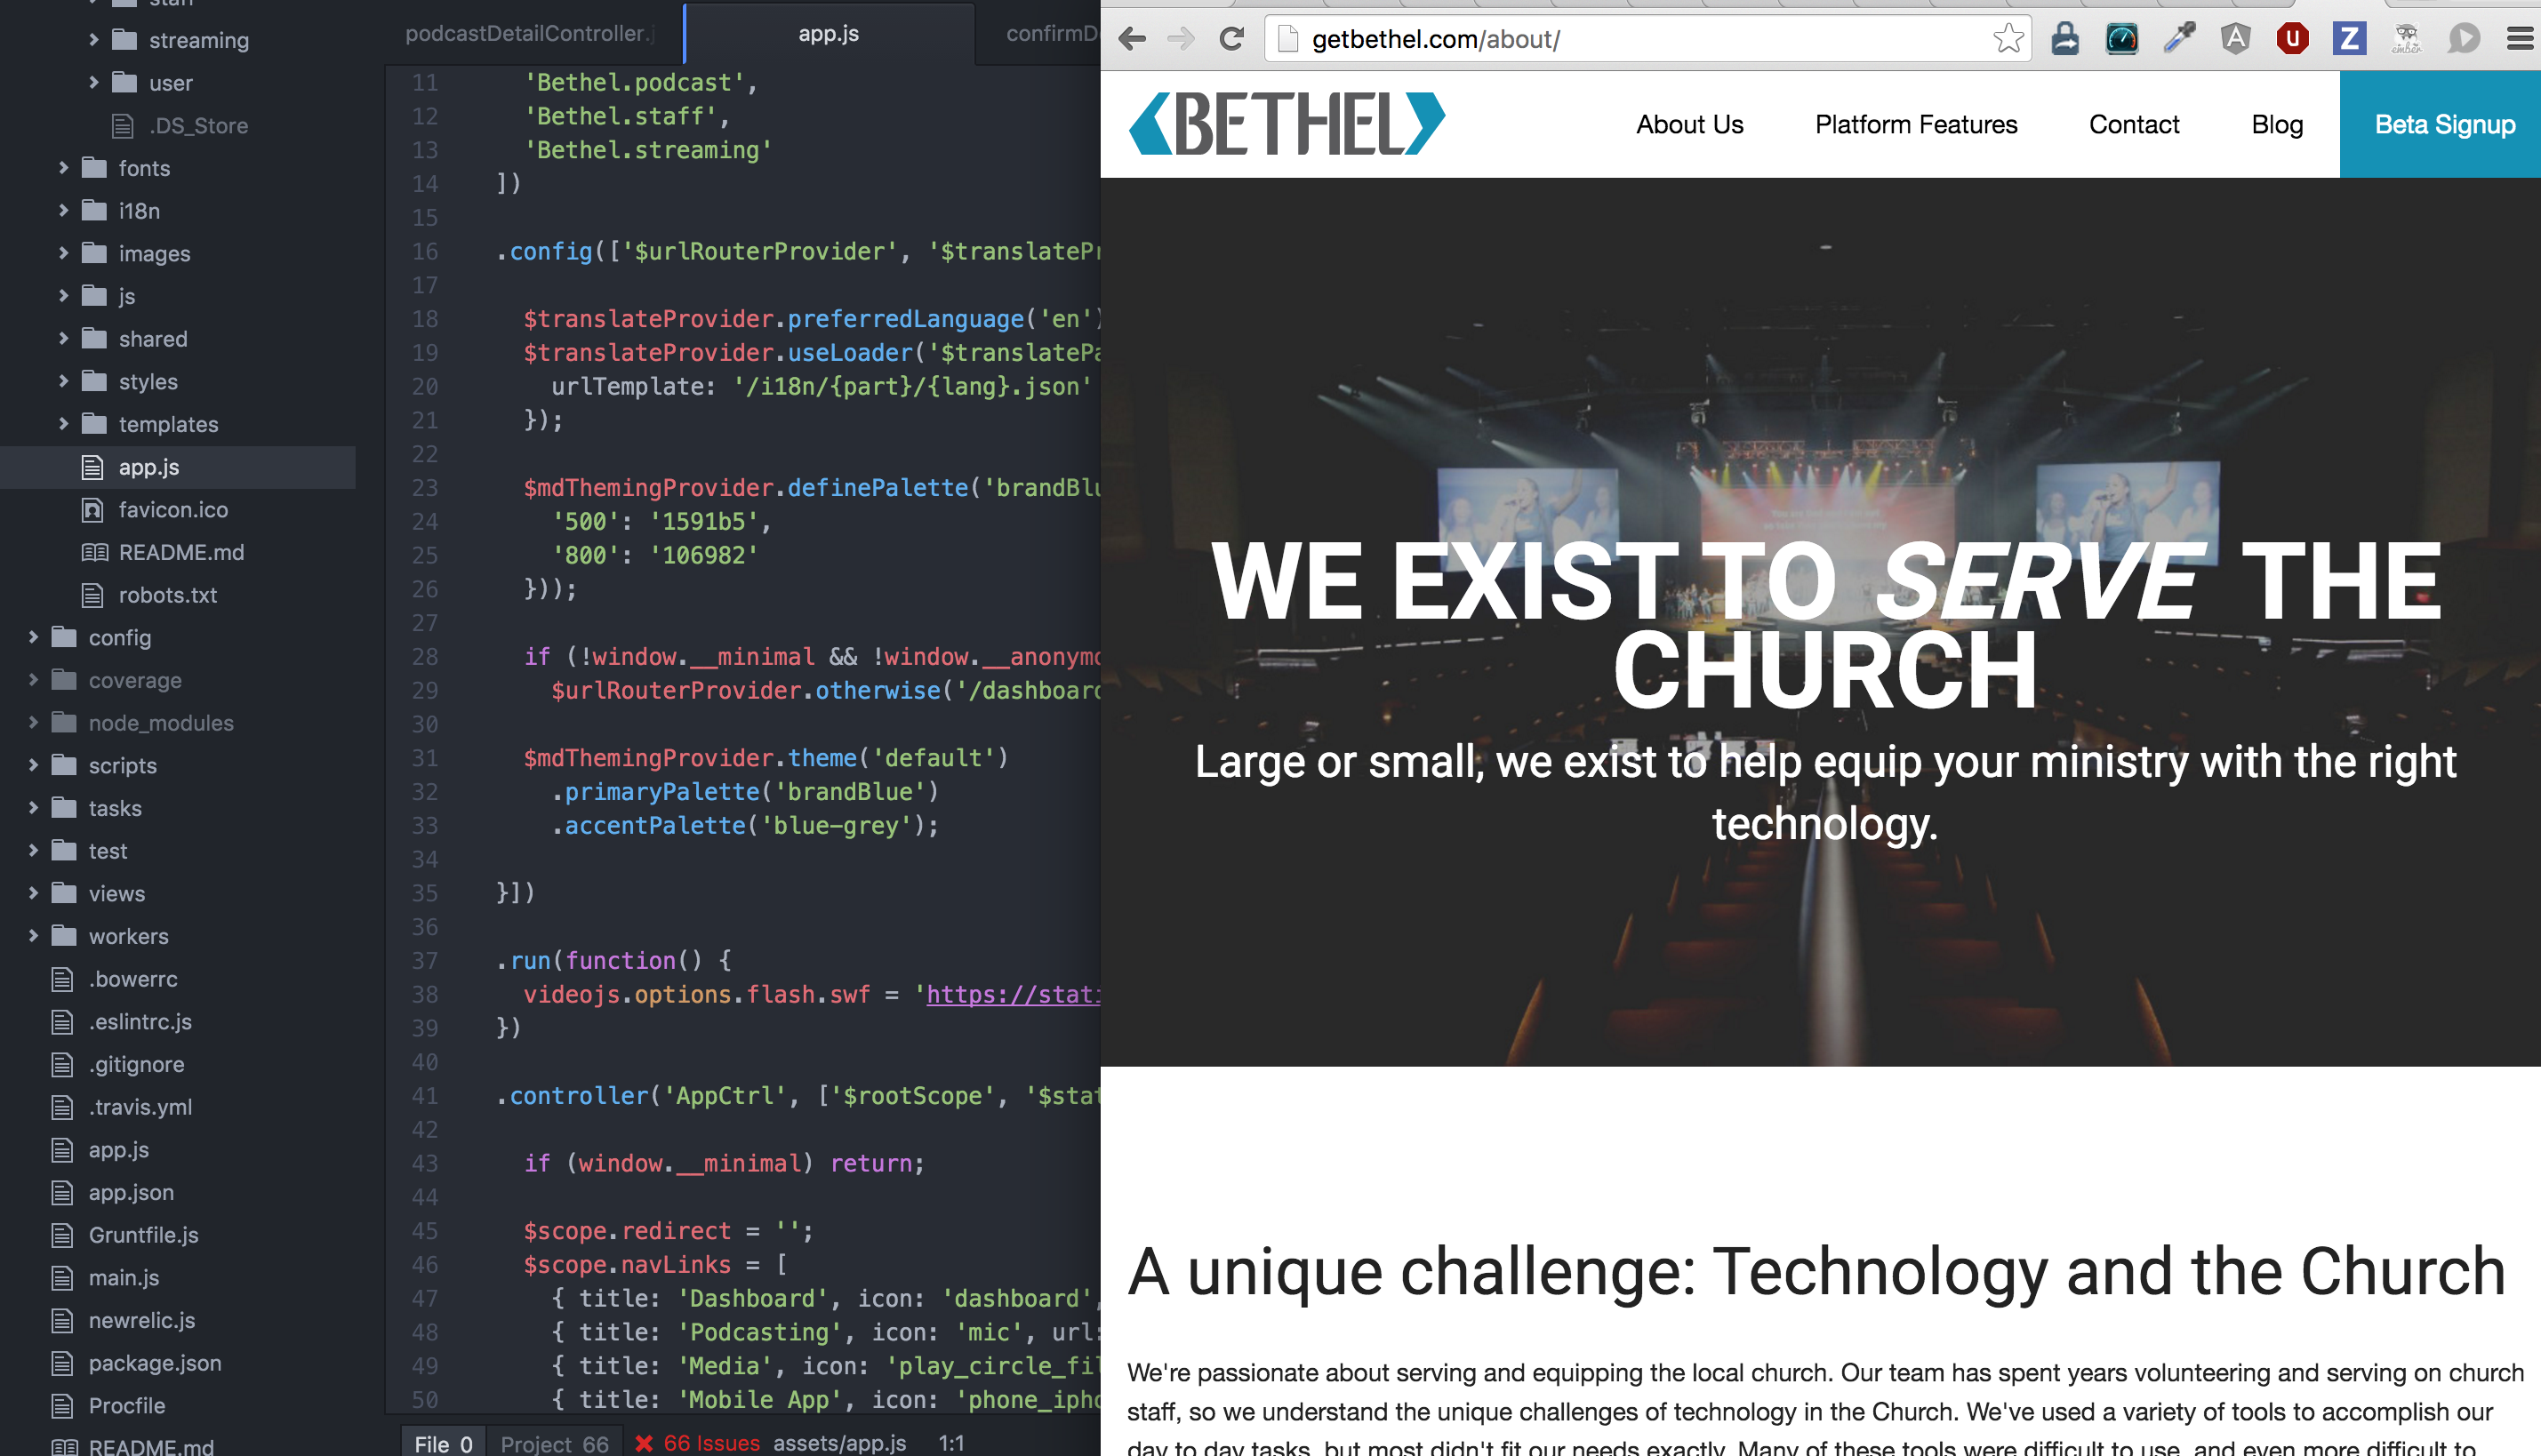 streaming
user
.DS_Store
fonts
i18n
images
js
shared
styles
templates
app.js
favicon.ico
README.md
robots.txt
config
coverage
node_modules
scripts
tasks
test
views
workers
.bowerrc
.eslintrc.js
.gitignore
.travis.yml
app.js
app.json
Gruntfile.js
main.js
newrelic.js
package.json
Procfile
README.md
podcastDetailController.j
app.js
confirmD
11 'Bethel.podcast',
12 'Bethel.staff',
13 'Bethel.streaming'
14 ])
15
16 .config(['$urlRouterProvider', '$translatePr
17
18 $translateProvider.preferredLanguage('en')
19 $translateProvider.useLoader('$translatePa
20 urlTemplate: '/i18n/{part}/{lang}.json'
21 });
22
23 $mdThemingProvider.definePalette('brandBlu
24 '500': '1591b5',
25 '800': '106982'
26 }));
27
28 if (!window.__minimal && !window.__anonymo
29 $urlRouterProvider.otherwise('/dashboard
30
31 $mdThemingProvider.theme('default')
32 .primaryPalette('brandBlue')
33 .accentPalette('blue-grey');
34
35 }])
36
37 .run(function() {
38 videojs.options.flash.swf = 'https://stati
39 })
40
41 .controller('AppCtrl', ['$rootScope', '$stat
42
43 if (window.__minimal) return;
44
45 $scope.redirect = '';
46 $scope.navLinks = [
47 { title: 'Dashboard', icon: 'dashboard',
48 { title: 'Podcasting', icon: 'mic', url:
49 { title: 'Media', icon: 'play_circle_fil
50 { title: 'Mobile App', icon: 'phone_ipho
File 0 Project 66 66 Issues assets/app.js 1:1
getbethel.com/about/
BETHEL
About Us Platform Features Contact Blog Beta Signup
WE EXIST TO SERVE THE
CHURCH
Large or small, we exist to help equip your ministry with the right
technology.
A unique challenge: Technology and the Church
We're passionate about serving and equipping the local church. Our team has spent years volunteering and serving on church
staff, so we understand the unique challenges of technology in the Church. We've used a variety of tools to accomplish our
day to day tasks, but most didn't fit our needs exactly. Many of these tools were difficult to use, and even more difficult to